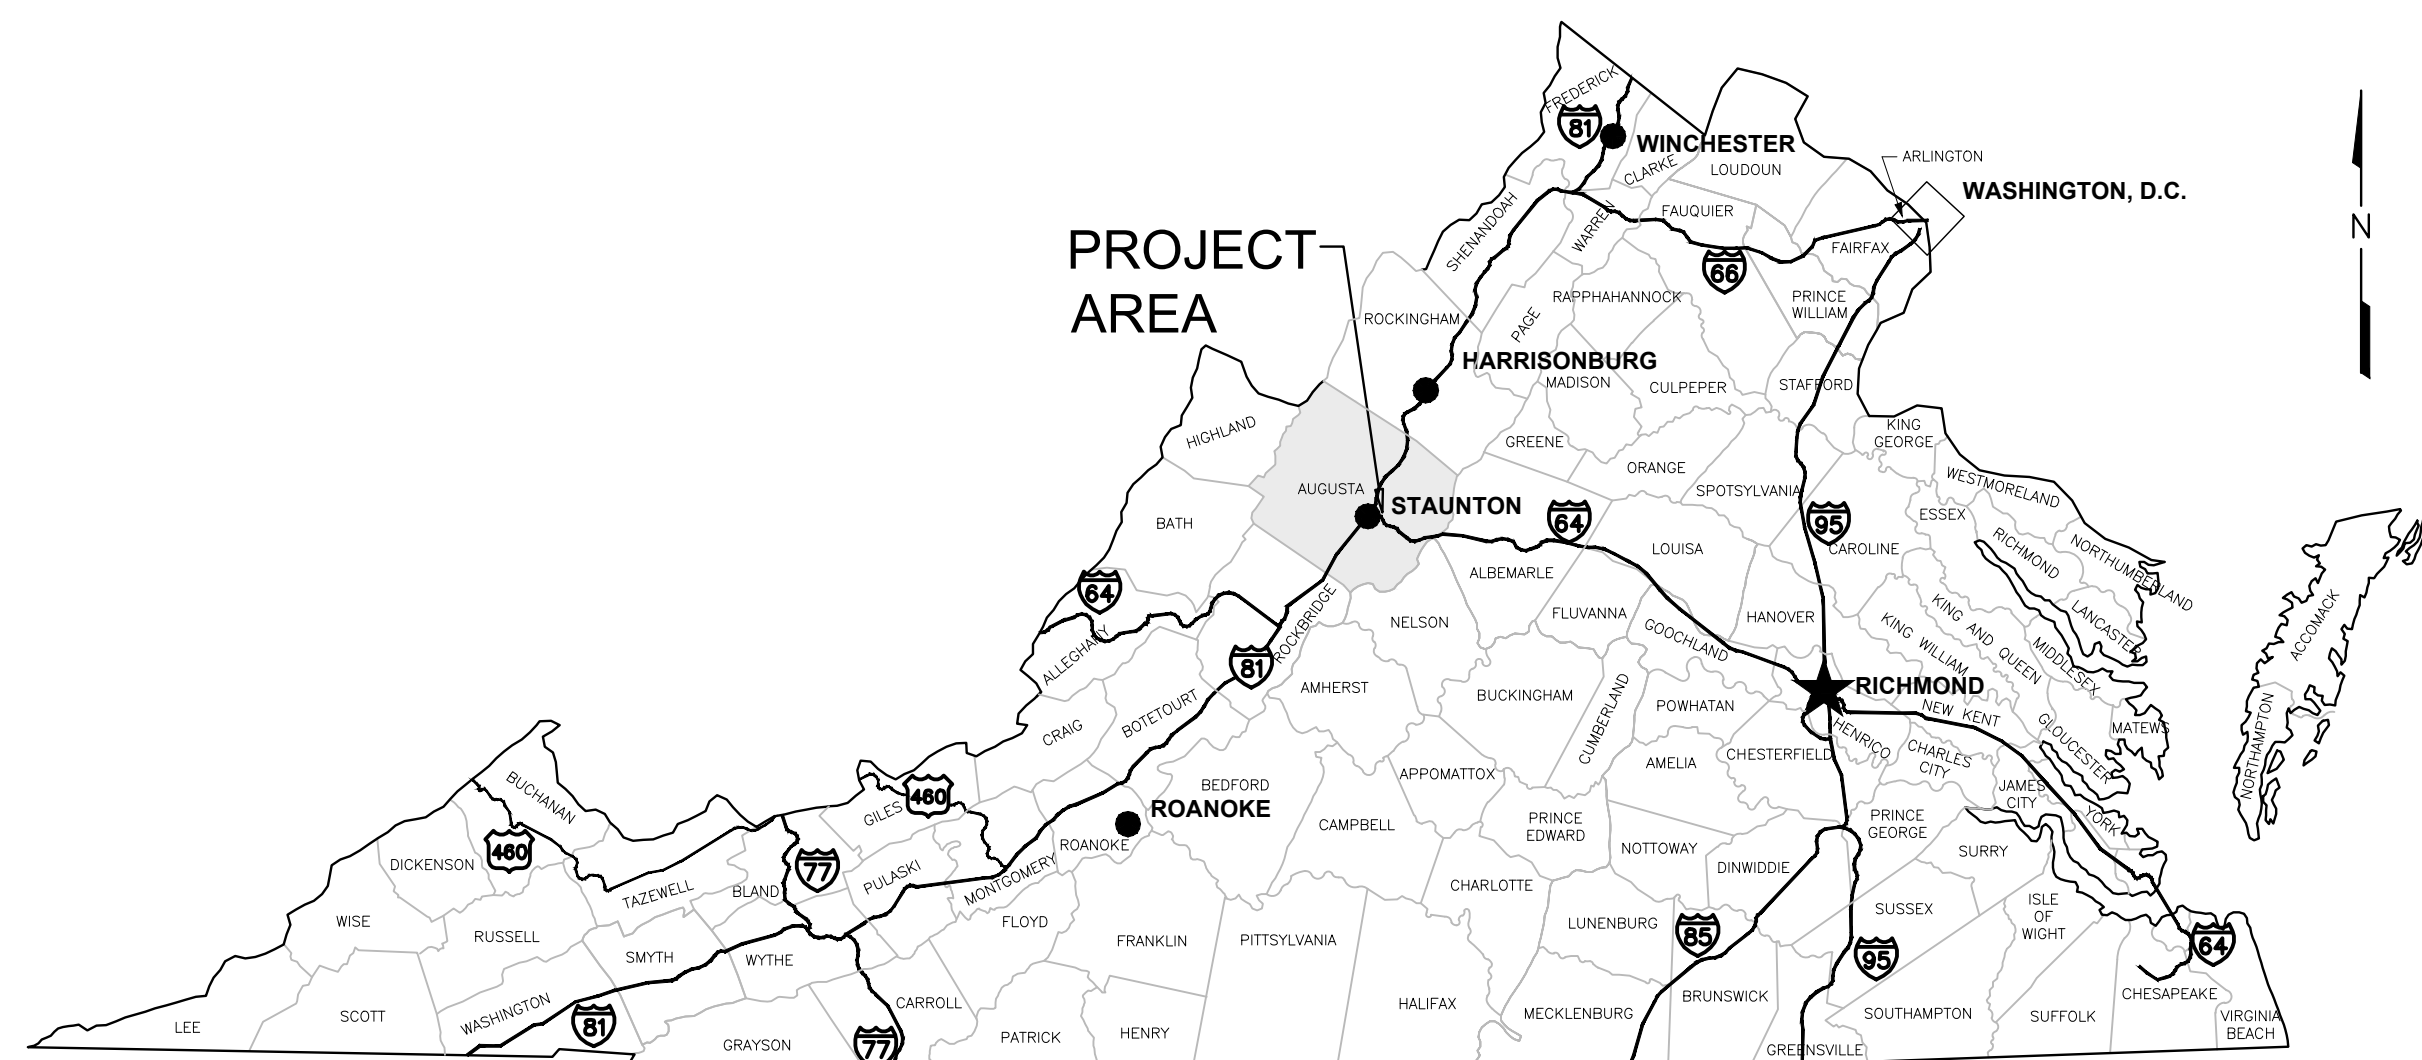 FREDERICK
81
WINCHESTER
CLARKE
LOUDOUN
ARLINGTON
WASHINGTON, D.C.
SHENANDOAH
WARREN
FAUQUIER
N
PROJECT
AREA
FAIRFAX
66
RAPPHAHANNOCK
PRINCE
WILLIAM
ROCKINGHAM
PAGE
HARRISONBURG
MADISON
CULPEPER
STAFFORD
HIGHLAND
GREENE
KING
GEORGE
ORANGE
AUGUSTA
STAUNTON
SPOTSYLVANIA
WESTMORELAND
BATH
64
95
ESSEX
LOUISA
CAROLINE
RICHMOND
NORTHUMBERLAND
ALBEMARLE
64
ROCKBRIDGE
NELSON
FLUVANNA
HANOVER
GOOCHLAND
KING AND QUEEN
KING WILLIAM
LANCASTER
ACCOMACK
ALLEGHANY
81
MIDDLESEX
AMHERST
BUCKINGHAM
CUMBERLAND
POWHATAN
RICHMOND
NEW KENT
BOTETOURT
CRAIG
HENRICO
GLOUCESTER
MATEWS
NORTHAMPTON
CHESTERFIELD
CHARLES
CITY
AMELIA
APPOMATTOX
BEDFORD
ROANOKE
BUCHANAN
460
GILES
JAMES
CITY
PRINCE
GEORGE
YORK
PRINCE
EDWARD
CAMPBELL
ROANOKE
460
DICKENSON
77
PULASKI
MONTGOMERY
NOTTOWAY
SURRY
DINWIDDIE
TAZEWELL
BLAND
CHARLOTTE
WISE
RUSSELL
FLOYD
LUNENBURG
SUSSEX
ISLE
OF
WIGHT
SMYTH
WYTHE
FRANKLIN
PITTSYLVANIA
85
95
64
LEE
SCOTT
WASHINGTON
81
CARROLL
HALIFAX
MECKLENBURG
BRUNSWICK
CHESAPEAKE
GRAYSON
77
PATRICK
HENRY
SOUTHAMPTON
SUFFOLK
VIRGINIA
BEACH
GREENSVILLE